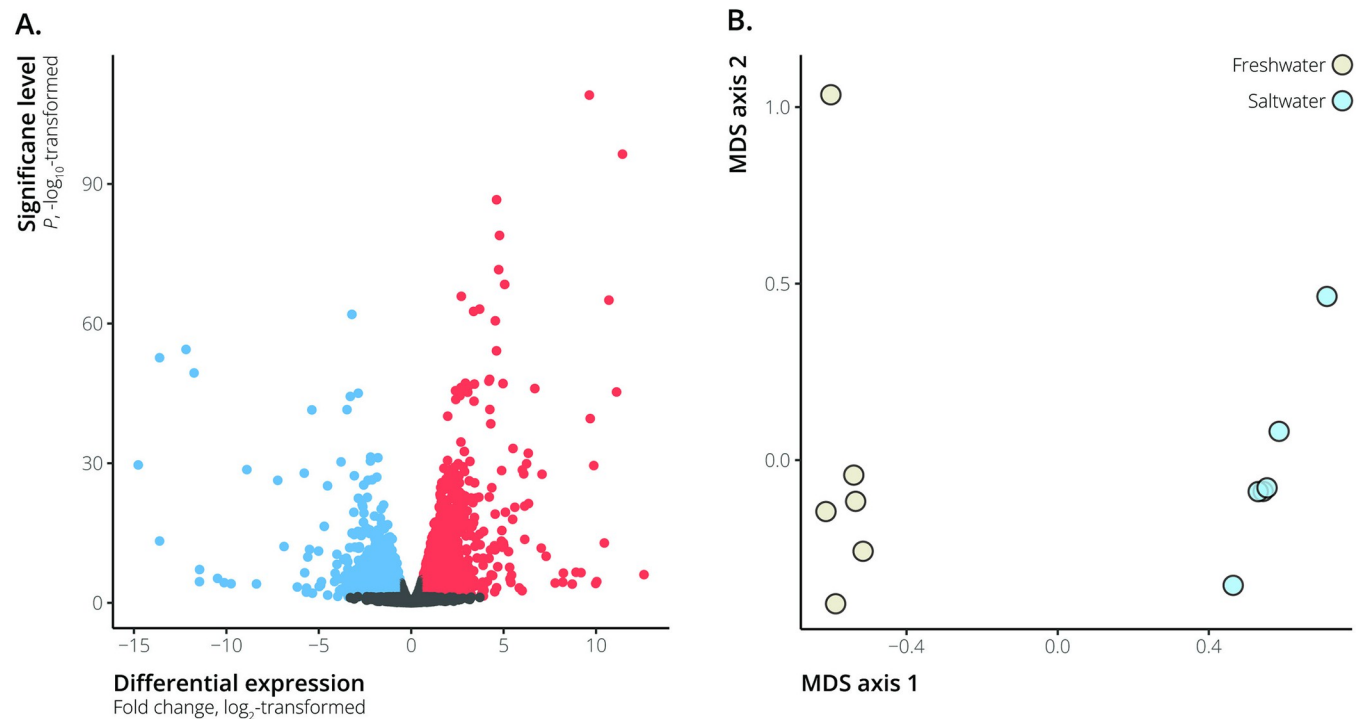 A.
Significane level
P, -log10-transformed
90
60
30
0
−15
−10
−5
0
5
10
Differential expression
Fold change, log2-transformed
B.
MDS axis 2
Freshwater
Saltwater
1.0
0.5
0.0
−0.4
0.0
0.4
MDS axis 1